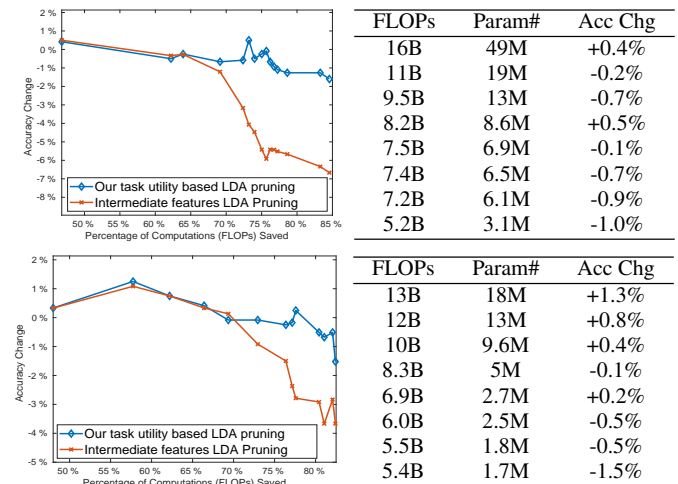 2 %
1 %
0 %
-1 %
-2 %
-3 %
-4 %
-5 %
-6 %
-7 %
-8 %
Accuracy Change
Our task utility based LDA pruning
Intermediate features LDA Pruning
50 % 55 % 60 % 65 % 70 % 75 % 80 % 85 %
Percentage of Computations (FLOPs) Saved
FLOPs Param# Acc Chg
16B 49M +0.4%
11B 19M -0.2%
9.5B 13M -0.7%
8.2B 8.6M +0.5%
7.5B 6.9M -0.1%
7.4B 6.5M -0.7%
7.2B 6.1M -0.9%
5.2B 3.1M -1.0%
2 %
1 %
0 %
-1 %
-2 %
-3 %
-4 %
-5 %
Accuracy Change
Our task utility based LDA pruning
Intermediate features LDA Pruning
50 % 55 % 60 % 65 % 70 % 75 % 80 %
Percentage of Computations (FLOPs) Saved
FLOPs Param# Acc Chg
13B 18M +1.3%
12B 13M +0.8%
10B 9.6M +0.4%
8.3B 5M -0.1%
6.9B 2.7M +0.2%
6.0B 2.5M -0.5%
5.5B 1.8M -0.5%
5.4B 1.7M -1.5%